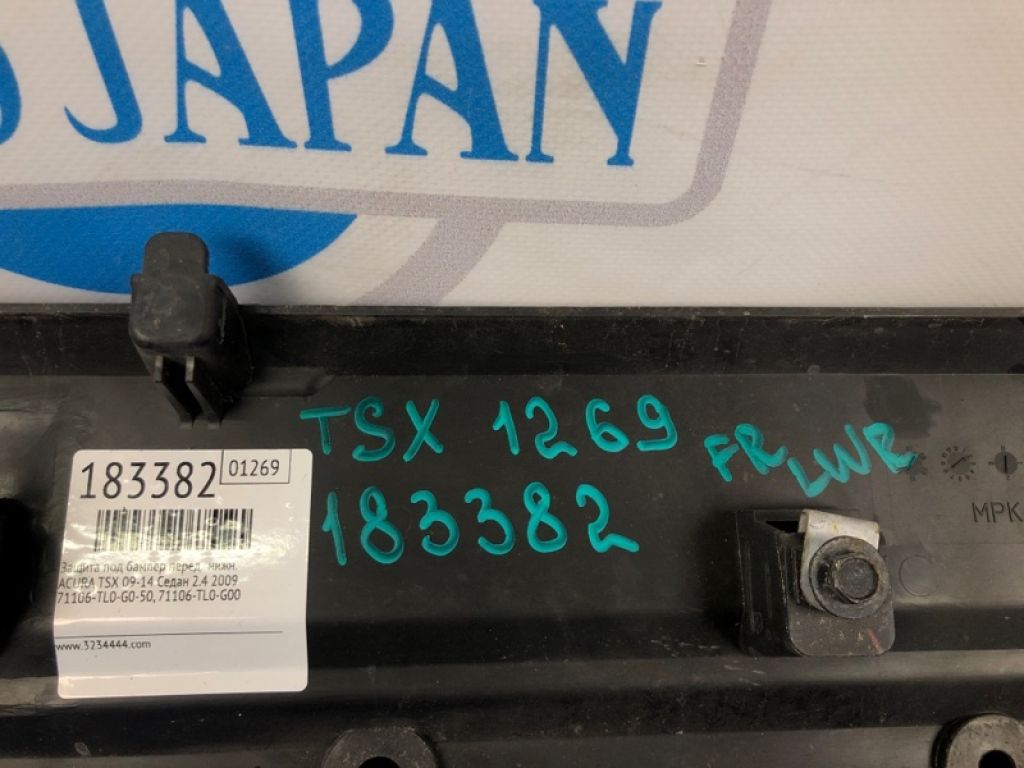 JAPAN
TSX 1269
FR LWR
183382
183382
01269
MPK
Защита под бампер перед. нижн.
ACURA TSX 09-14 Седан 2.4 2009
71106-TL0-G0-50, 71106-TL0-G00
www.3234444.com